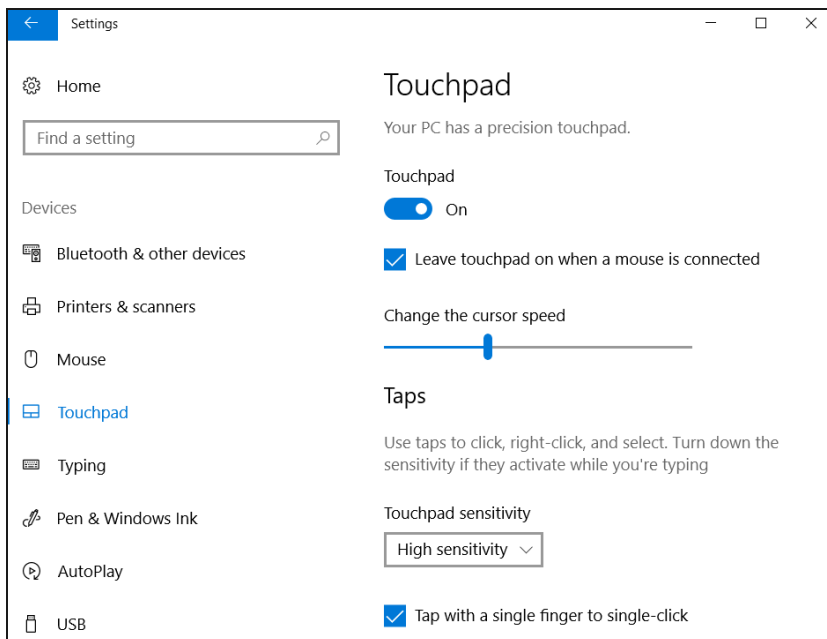 Settings
Home
Find a setting
Devices
Bluetooth & other devices
Printers & scanners
Mouse
Touchpad
Typing
Pen & Windows Ink
AutoPlay
USB
Touchpad
Your PC has a precision touchpad.
Touchpad
On
Leave touchpad on when a mouse is connected
Change the cursor speed
Taps
Use taps to click, right-click, and select. Turn down the
sensitivity if they activate while you're typing
Touchpad sensitivity
High sensitivity
Tap with a single finger to single-click